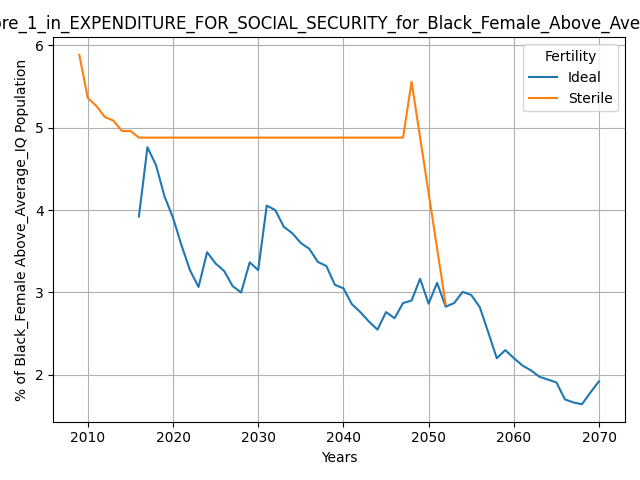 re_1_in_EXPENDITURE_FOR_SOCIAL_SECURITY_for_Black_Female_Above_Ave
% of Black_Female Above_Average_IQ Population
6
5
4
3
2
Fertility
Ideal
Sterile
2010 2020 2030 2040 2050 2060 2070
Years